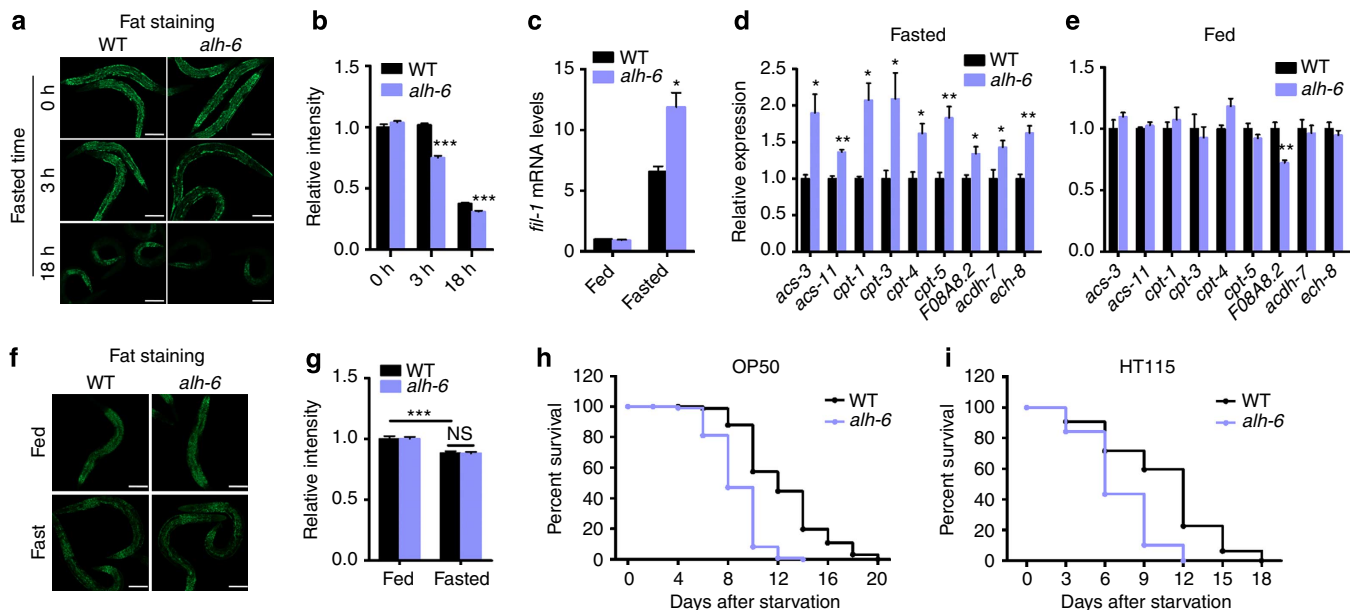 a
Fat staining
WT
alh-6
Fasted time
0 h
3 h
18 h
b
WT
alh-6
Relative intensity
1.5
1.0
0.5
0.0
***
***
0 h
3 h
18 h
c
WT
alh-6
fil-1 mRNA levels
15
10
5
0
*
Fed
Fasted
d
Fasted
WT
alh-6
Relative expression
2.5
2.0
1.5
1.0
0.5
0.0
*
**
*
*
*
**
*
*
**
acs-3
acs-11
cpt-1
cpt-3
cpt-4
cpt-5
F08A8.2
acdh-7
ech-8
e
Fed
WT
alh-6
1.5
1.0
0.5
0.0
**
acs-3
acs-11
cpt-1
cpt-3
cpt-4
cpt-5
F08A8.2
acdh-7
ech-8
f
Fat staining
WT
alh-6
Fed
Fast
g
WT
alh-6
Relative intensity
1.5
1.0
0.5
0.0
***
NS
Fed
Fasted
h
OP50
WT
alh-6
Percent survival
120
100
80
60
40
20
0
0 4 8 12 16 20
Days after starvation
i
HT115
WT
alh-6
Percent survival
120
100
80
60
40
20
0
0 3 6 9 12 15 18
Days after starvation